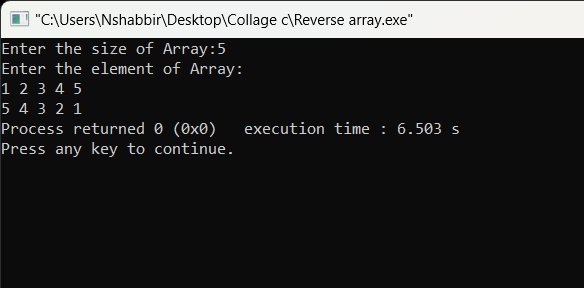 "C:\Users\Nshabbir\Desktop\Collage c\Reverse array.exe"
Enter the size of Array:5
Enter the element of Array:
1 2 3 4 5
5 4 3 2 1
Process returned 0 (0x0)   execution time : 6.503 s
Press any key to continue.